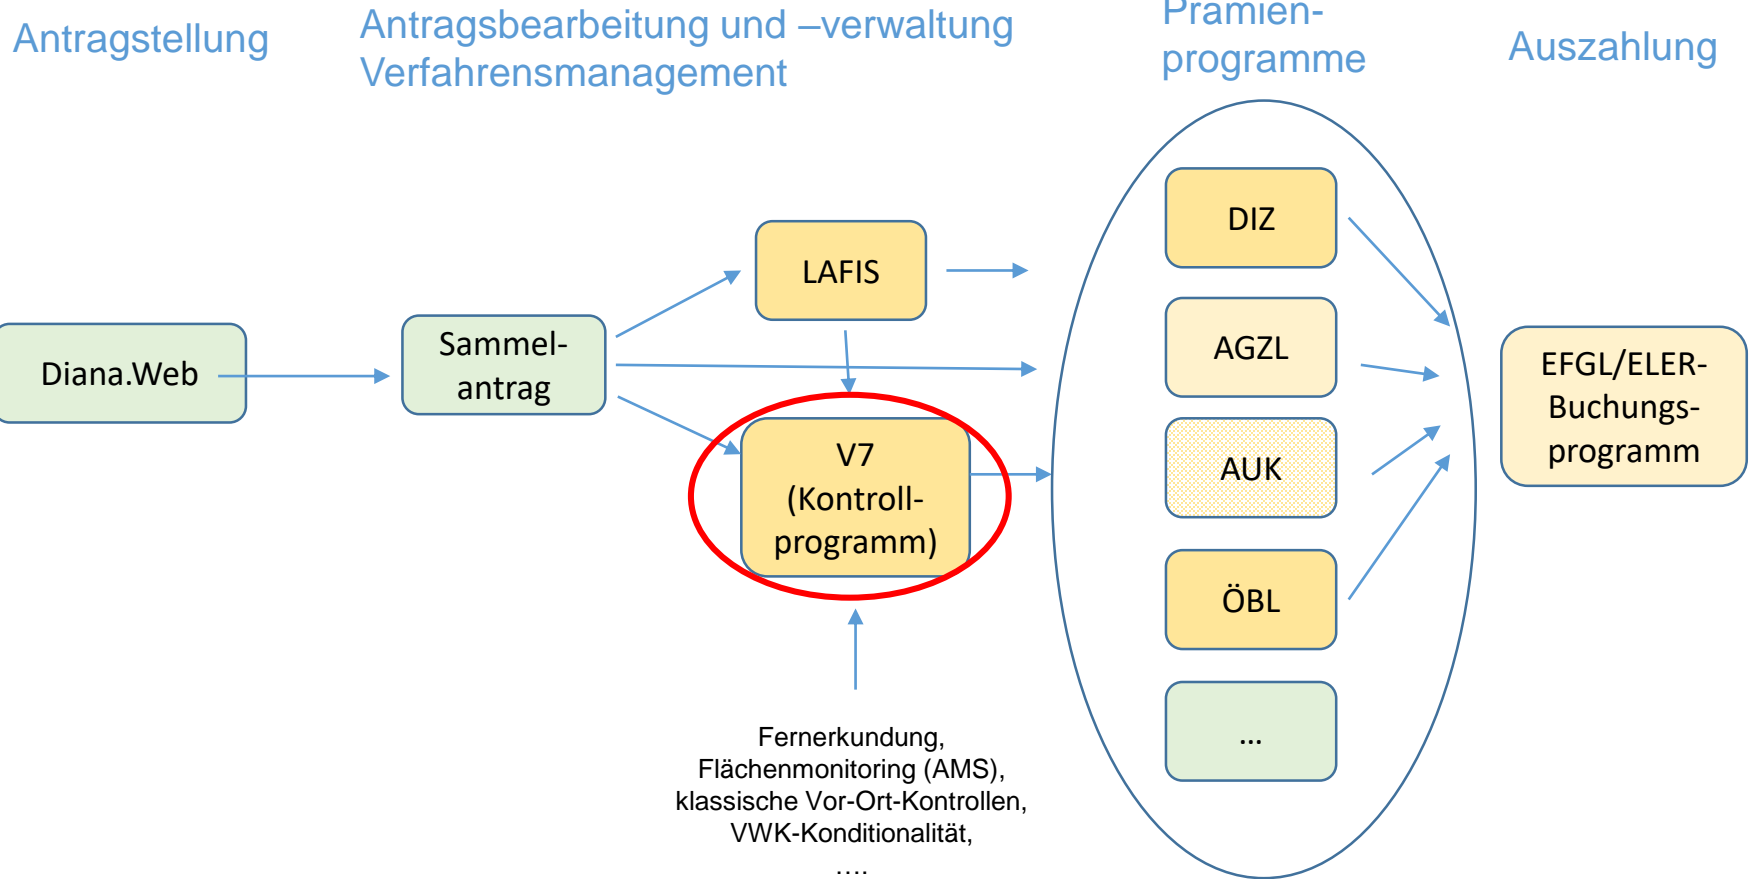 Antragstellung
Antragsbearbeitung und –verwaltung
Verfahrensmanagement
Prämien-
programme
Auszahlung
Diana.Web
Sammel-
antrag
LAFIS
V7
(Kontroll-
programm)
Fernerkundung,
Flächenmonitoring (AMS),
klassische Vor-Ort-Kontrollen,
VWK-Konditionalität,
….
DIZ
AGZL
AUK
ÖBL
...
EFGL/ELER-
Buchungs-
programm